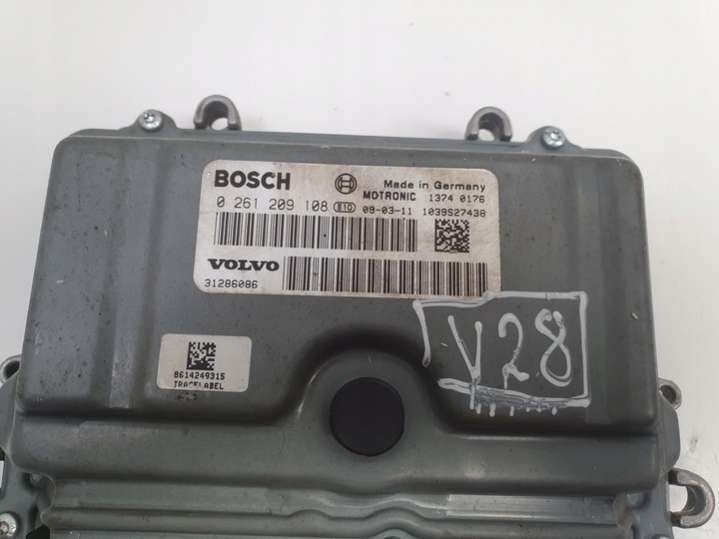 BOSCH Made in Germany
MOTRONIC 1374 0176
0 261 209 108 E10 09-03-11 1039S27438
VOLVO
31286086
V28
8614249315
TRACELABEL